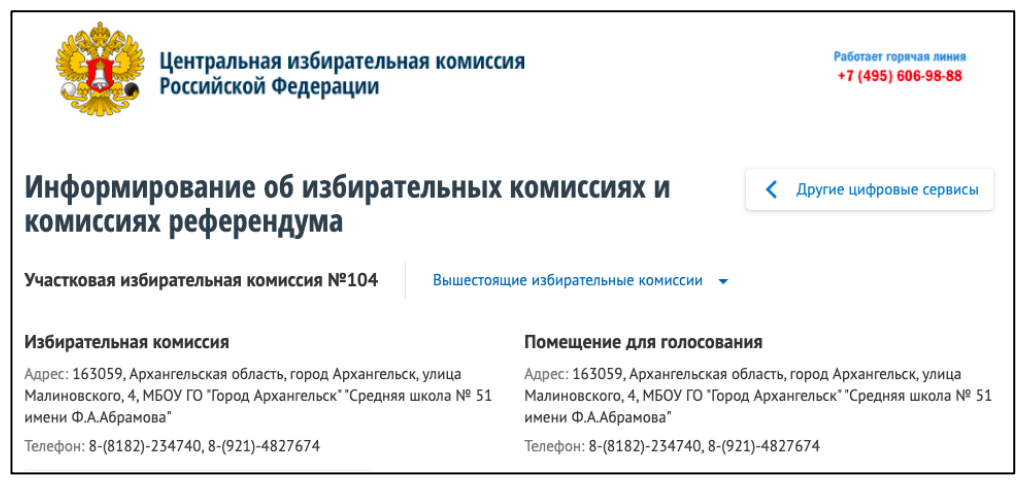 Центральная избирательная комиссия
Российской Федерации
Работает горячая линия
+7 (495) 606-98-88
Информирование об избирательных комиссиях и
комиссиях референдума
Другие цифровые сервисы
Участковая избирательная комиссия №104
Вышестоящие избирательные комиссии
Избирательная комиссия
Адрес: 163059, Архангельская область, город Архангельск, улица
Малиновского, 4, МБОУ ГО "Город Архангельск" "Средняя школа № 51
имени Ф.А.Абрамова"
Телефон: 8-(8182)-234740, 8-(921)-4827674
Помещение для голосования
Адрес: 163059, Архангельская область, город Архангельск, улица
Малиновского, 4, МБОУ ГО "Город Архангельск" "Средняя школа № 51
имени Ф.А.Абрамова"
Телефон: 8-(8182)-234740, 8-(921)-4827674